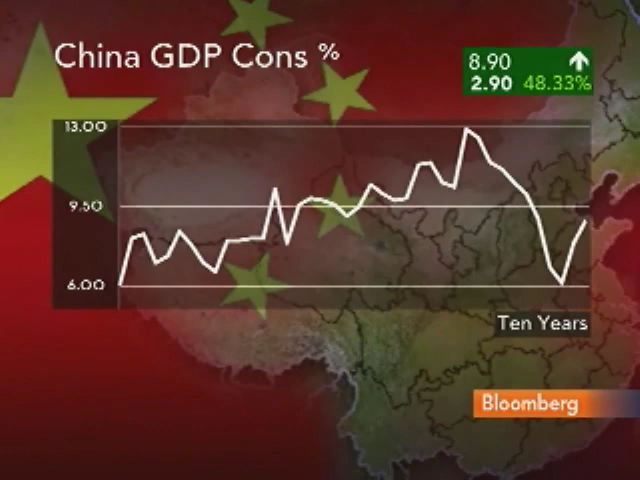 China GDP Cons %
8.90
2.90 48.33%
13.00
9.50
6.00
Ten Years
Bloomberg